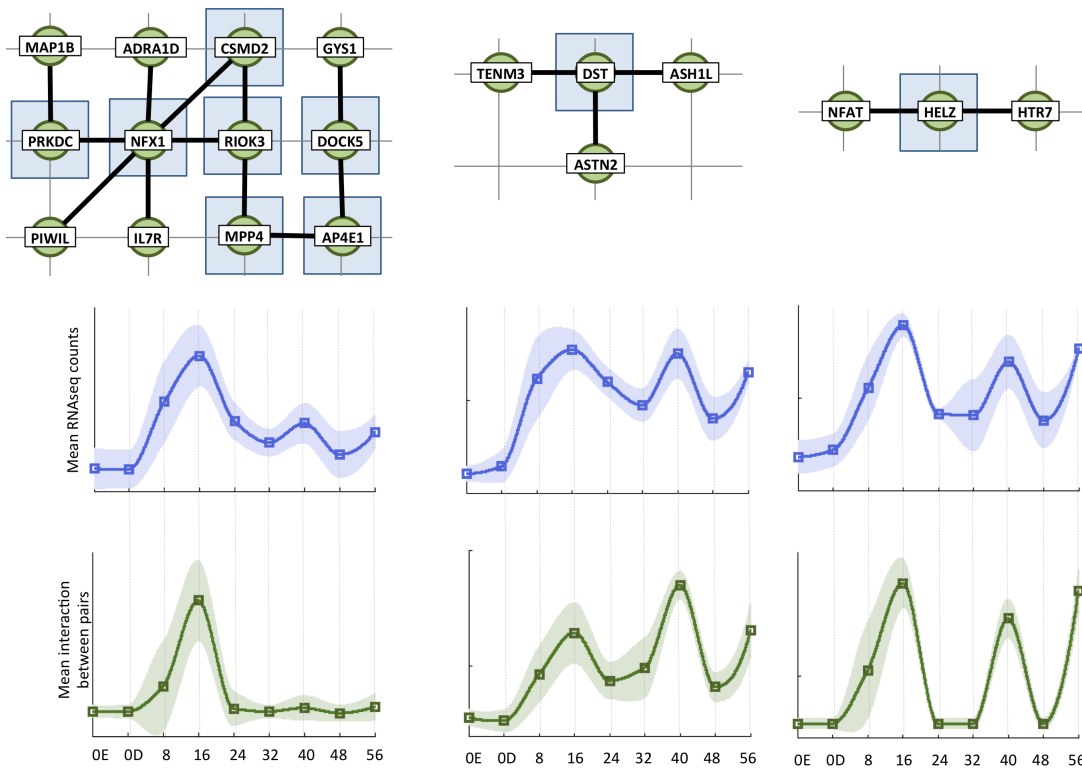 MAP1B ADRA1D CSMD2 GYS1
PRKDC NFX1 RIOK3 DOCK5
PIWIL IL7R MPP4 AP4E1
TENM3 DST ASH1L
ASTN2
NFAT HELZ HTR7
Mean RNAseq counts
Mean interaction
between pairs
0E 0D 8 16 24 32 40 48 56
0E 0D 8 16 24 32 40 48 56
0E 0D 8 16 24 32 40 48 56